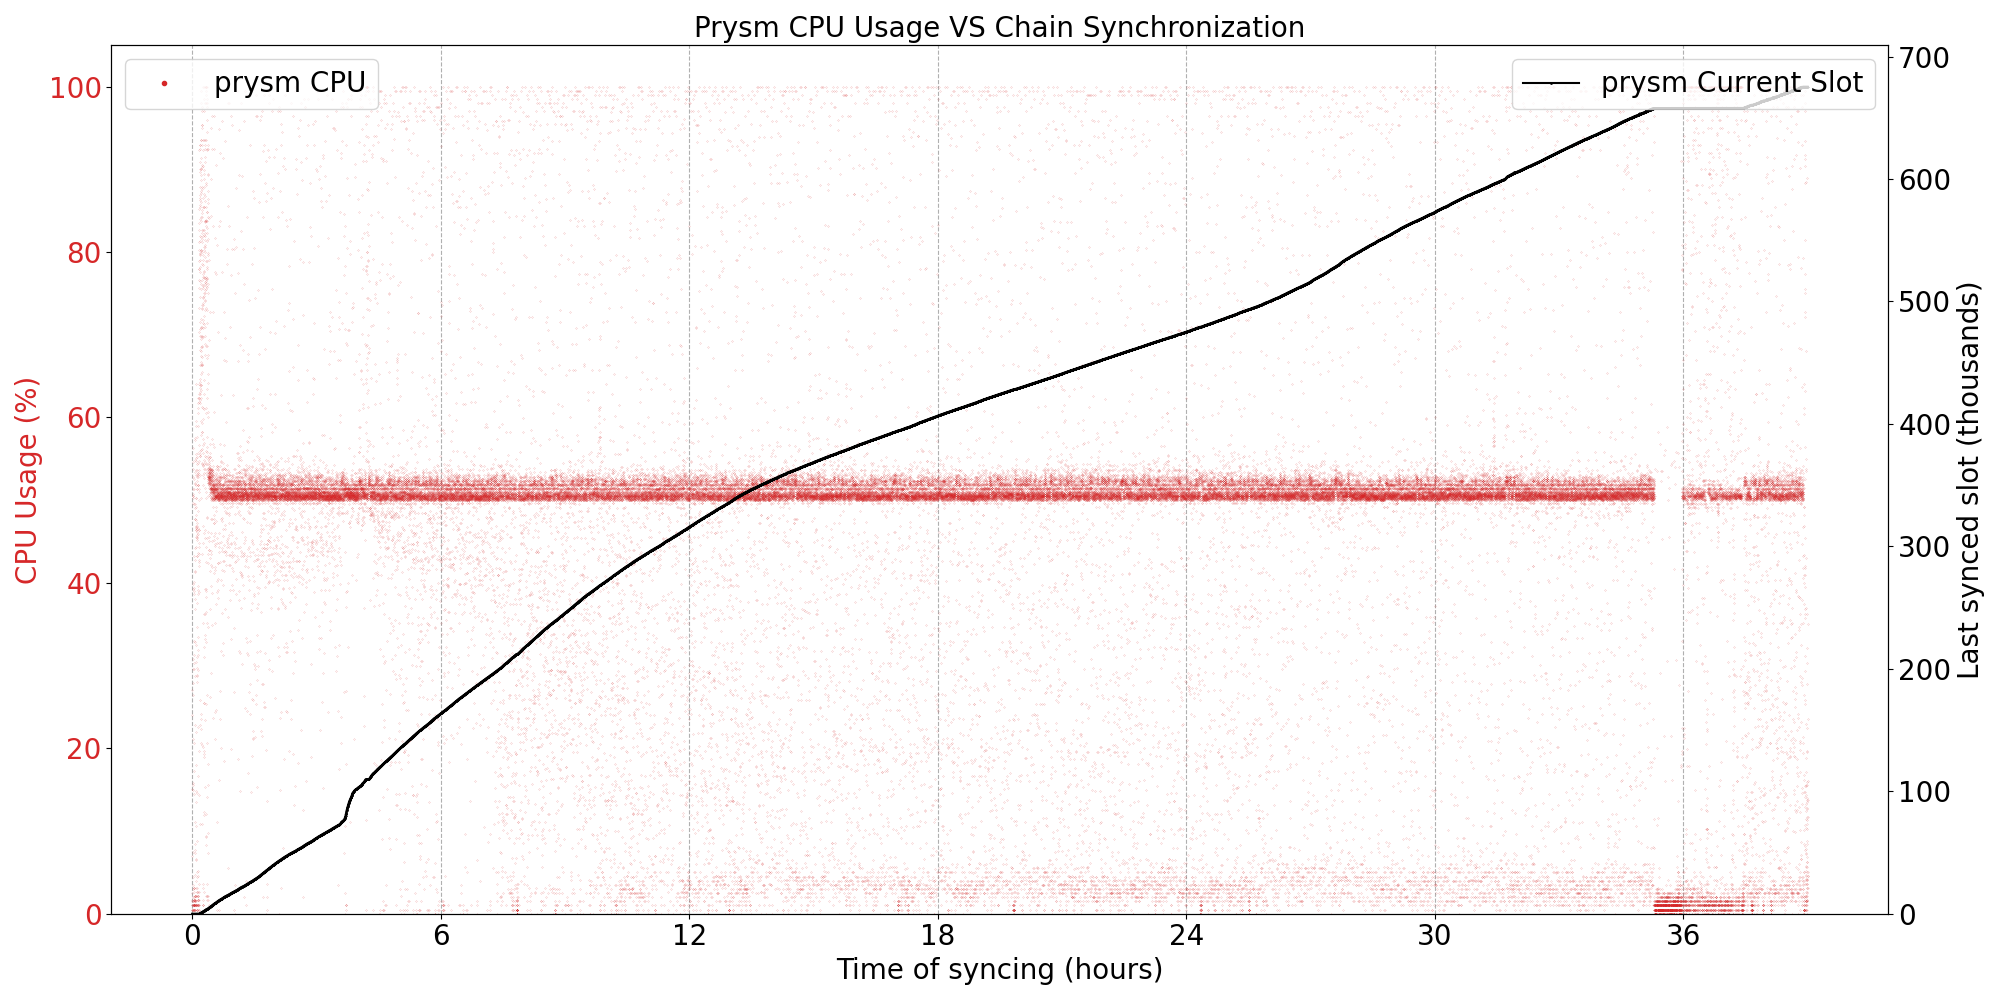 Prysm CPU Usage VS Chain Synchronization
prysm CPU
prysm Current Slot
CPU Usage (%)
100
80
60
40
20
0
700
600
500
400
300
200
100
0
Last synced slot (thousands)
0 6 12 18 24 30 36
Time of syncing (hours)